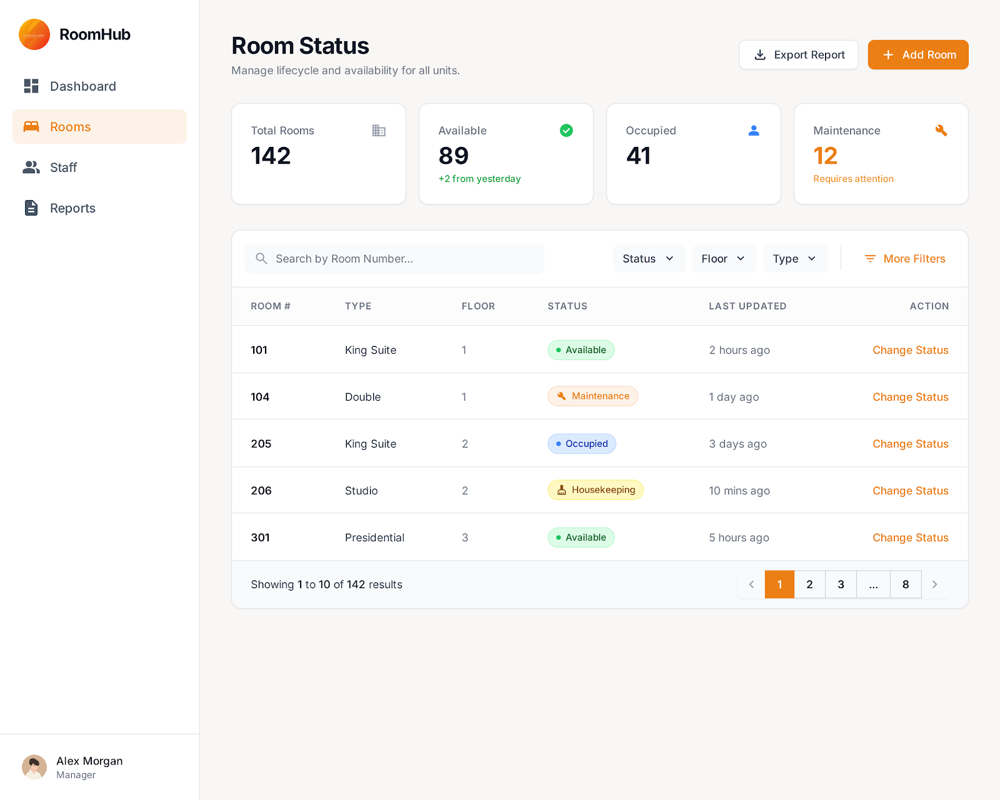 RoomHub
Dashboard
Rooms
Staff
Reports
Alex Morgan
Manager
Room Status
Manage lifecycle and availability for all units.
Export Report
Add Room
Total Rooms
142
Available
89
+2 from yesterday
Occupied
41
Maintenance
12
Requires attention
Search by Room Number...
Status
Floor
Type
More Filters
ROOM # TYPE FLOOR STATUS LAST UPDATED ACTION
101 King Suite 1 Available 2 hours ago Change Status
104 Double 1 Maintenance 1 day ago Change Status
205 King Suite 2 Occupied 3 days ago Change Status
206 Studio 2 Housekeeping 10 mins ago Change Status
301 Presidential 3 Available 5 hours ago Change Status
Showing 1 to 10 of 142 results
1 2 3 ... 8